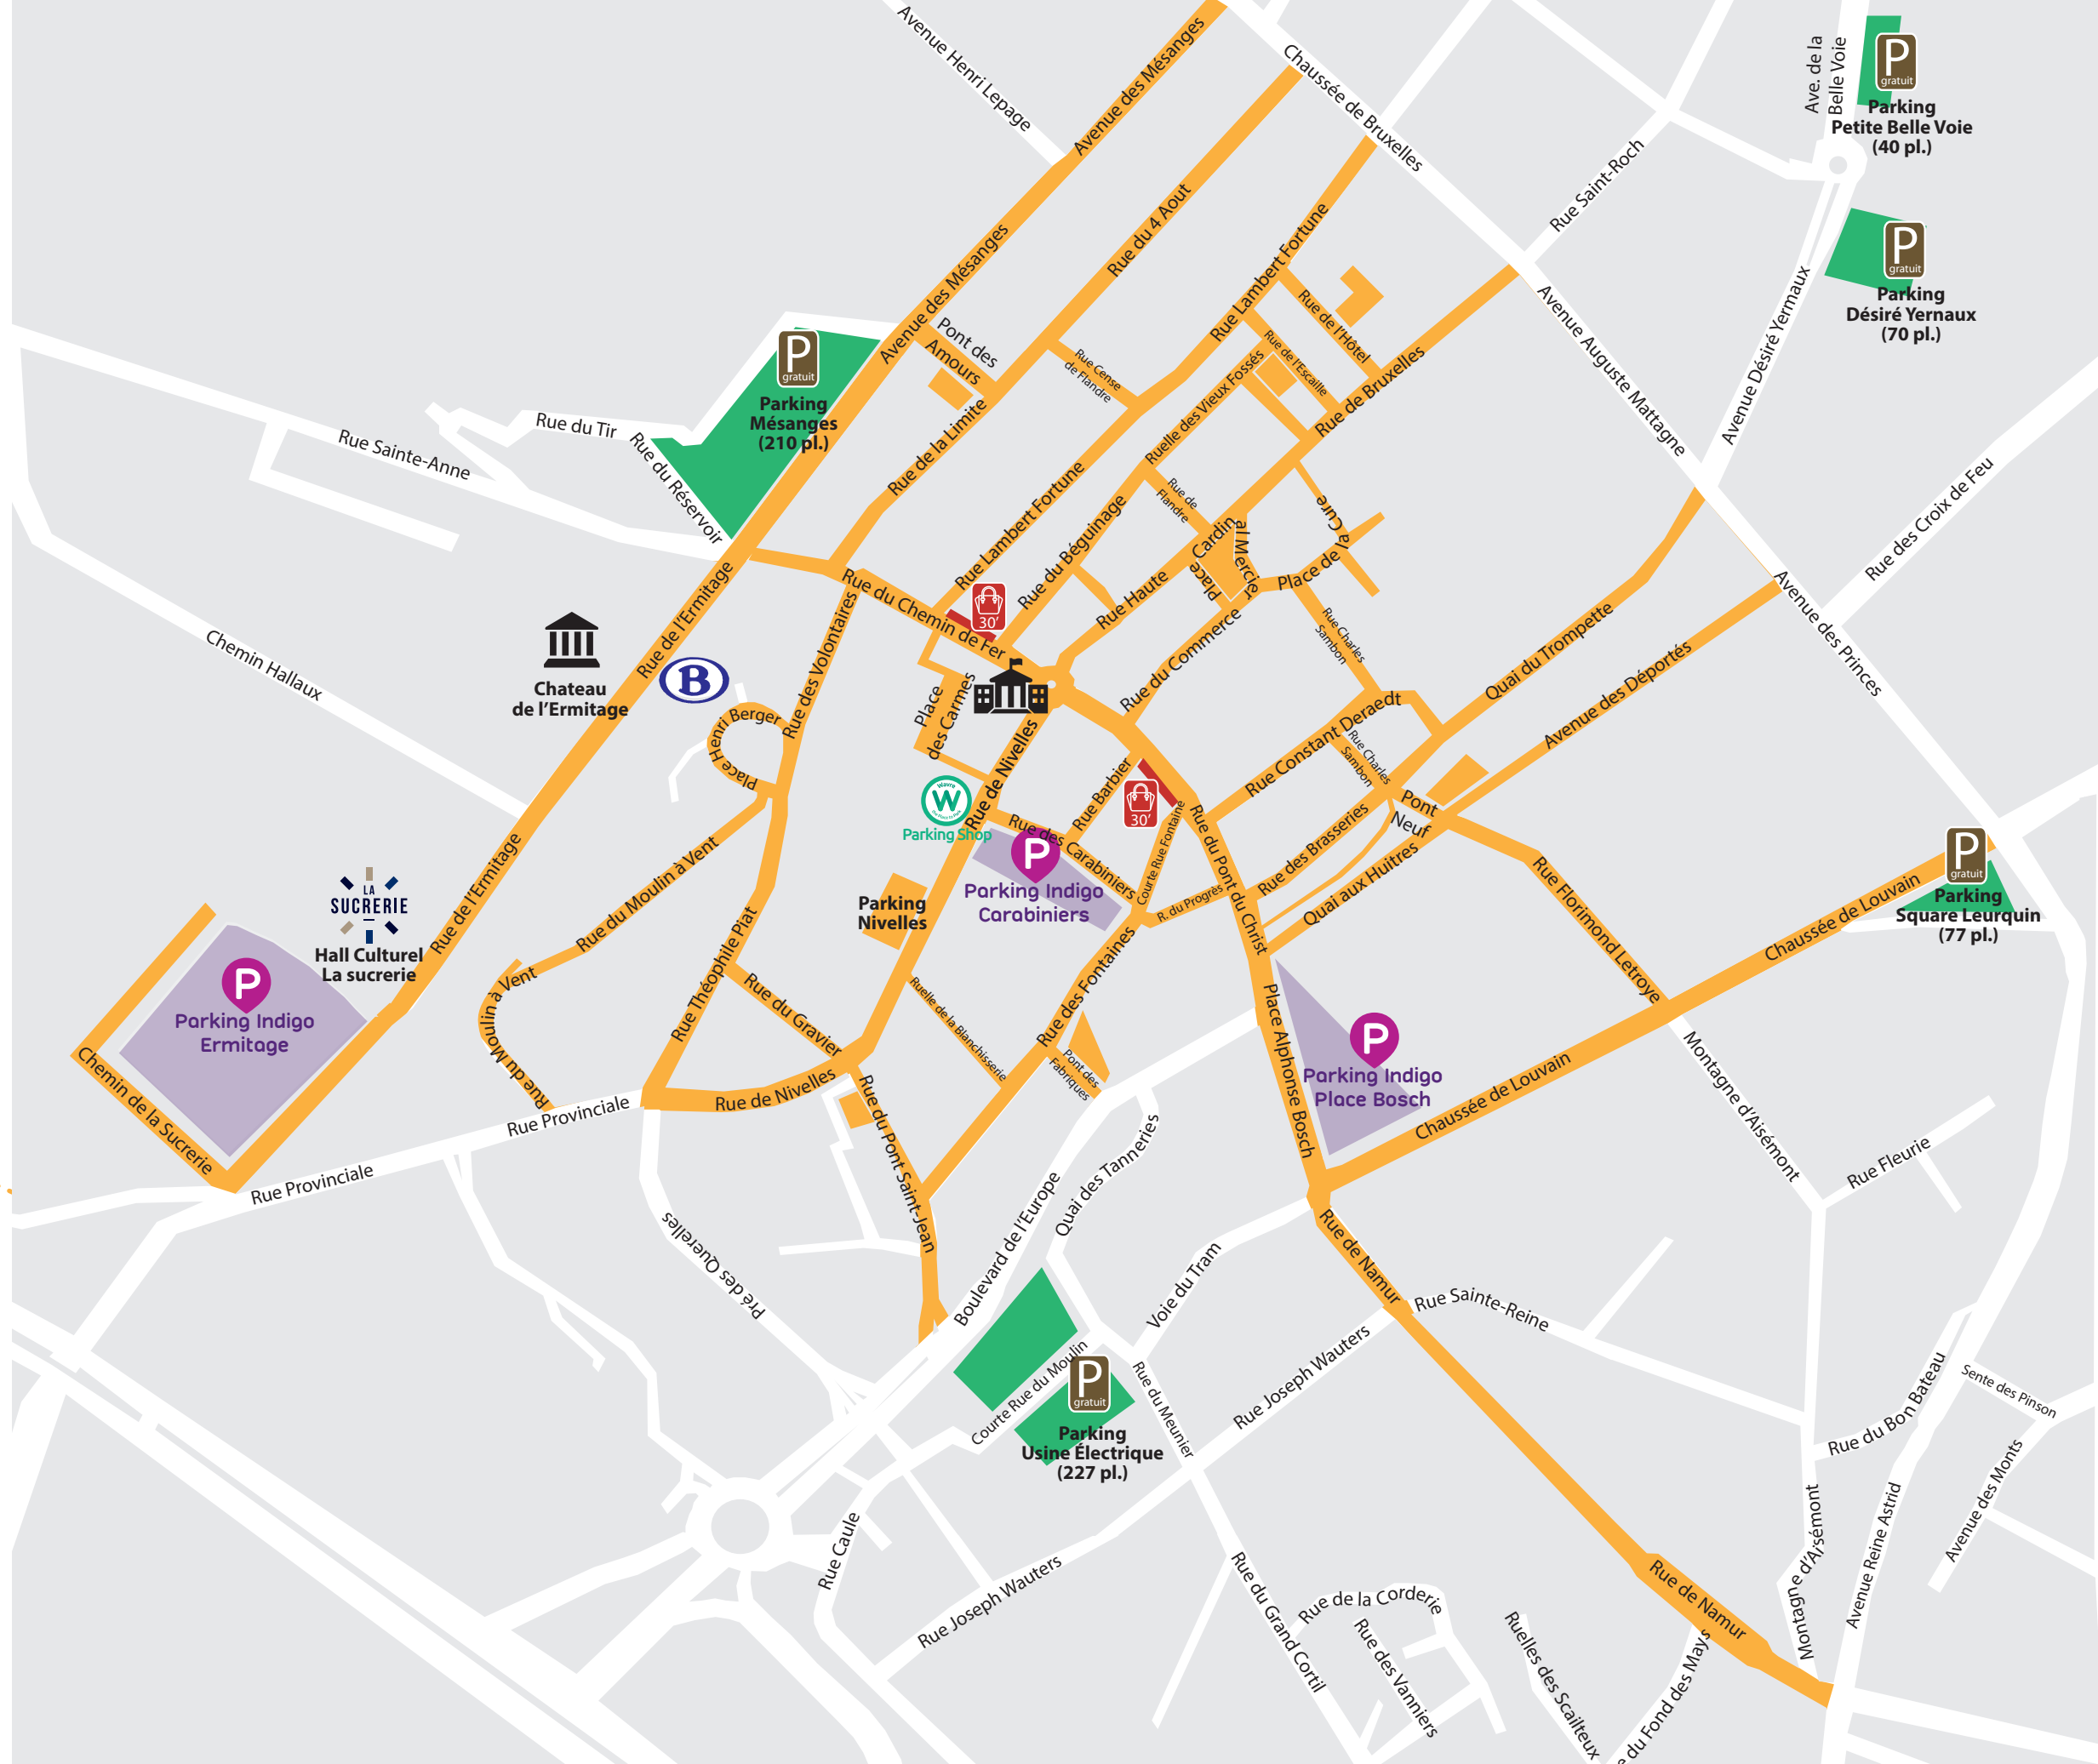 Avenue Henri Lepage
Avenue des Mésanges
Chaussée de Bruxelles
Ave. de la
Belle Voie
P
gratuit
Parking
Petite Belle Voie
(40 pl.)
Rue Saint-Roch
Rue du 4 Aout
Avenue des Mésanges
Rue Lambert Fortune
P
gratuit
Parking
Désiré Yernaux
(70 pl.)
Avenue Désiré Yermaux
Avenue Auguste Mattagne
Pont des
Amours
Rue de l'Hôtel
Rue de l'Escaille
Rue Cense
de Flandre
Rue de Bruxelles
P
gratuit
Parking
Mésanges
(210 pl.)
Rue du Tir
Rue Sainte-Anne
Rue du Réservoir
Rue de la Limite
Ruelle des Vieux Fossés
Rue de
Flandre
Rue Lambert Fortune
Rue du Béguinage
Place Cardin
al Mercier
Place de
la Cure
Rue des Croix de Feu
Avenue des Princes
Rue Haute
Rue du Chemin de Fer
30'
Rue de l'Ermitage
Chateau
de l'Ermitage
B
Chemin Hallaux
Rue des Volontaires
Place Henri Berger
Place
des Carmes
Rue du Commerce
Rue Charles
Sambon
Quai du Trompette
Avenue des Déportés
Rue Constant Deraedt
Rue Charles
Sambon
Rue de Nivelles
Rue Barbier
30'
Wavre
W
Parking Shop
Rue des Carabiniers
P
Parking Indigo
Carabiniers
Courte Rue Fontaine
R. du Progrès
Rue du Pont du Christ
Rue des Brasseries
Pont
Neuf
Quai aux Huitres
Rue Florimond Letroye
P
gratuit
Parking
Square Leurquin
(77 pl.)
Chaussée de Louvain
Rue du Moulin à Vent
Rue de l'Ermitage
LA
SUCRERIE
Hall Culturel
La sucrerie
Parking
Nivelles
P
Parking Indigo
Ermitage
Chemin de la Sucrerie
Rue du Moulin à Vent
Rue Théophile Piat
Rue du Gravier
Ruelle de la Blanchisserie
Rue des Fontaines
Pont des
Fabriques
Place Alphonse Bosch
P
Parking Indigo
Place Bosch
Chaussée de Louvain
Montagne d'Aisémont
Rue Fleurie
Rue Provinciale
Rue Provinciale
Rue de Nivelles
Rue du Pont Saint-Jean
Pré des Querelles
Boulevard de l'Europe
Quai des Tanneries
Voie du Tram
Rue de Namur
Rue Sainte-Reine
Courte Rue du Moulin
P
gratuit
Parking
Usine Électrique
(227 pl.)
Rue du Meunier
Rue Joseph Wauters
Rue du Bon Bateau
Sente des Pinson
Avenue des Monts
Avenue Reine Astrid
Montagne d'Aisémont
Rue Caule
Rue Joseph Wauters
Rue du Grand Cortil
Rue de la Corderie
Rue des Vanniers
Ruelles des Scailteux
e du Fond des Mays
Rue de Namur